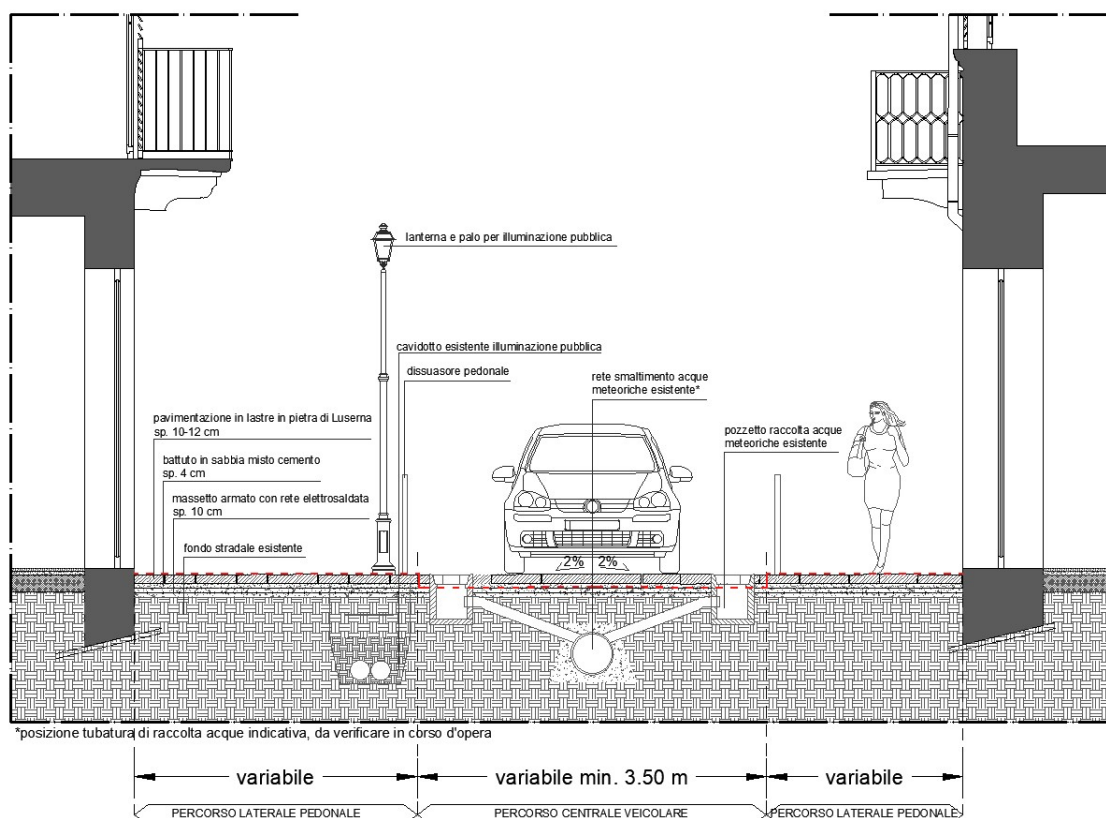 lanterna e palo per illuminazione pubblica
cavidotto esistente illuminazione pubblica
dissuasore pedonale
rete smaltimento acque
meteoriche esistente*
pavimentazione in lastre in pietra di Luserna
sp. 10-12 cm
pozzetto raccolta acque
meteoriche esistente
battuto in sabbia misto cemento
sp. 4 cm
massetto armato con rete elettrosaldata
sp. 10 cm
fondo stradale esistente
2% 2%
*posizione tubatura di raccolta acque indicativa, da verificare in corso d'opera
variabile
variabile min. 3.50 m
variabile
PERCORSO LATERALE PEDONALE
PERCORSO CENTRALE VEICOLARE
PERCORSO LATERALE PEDONALE